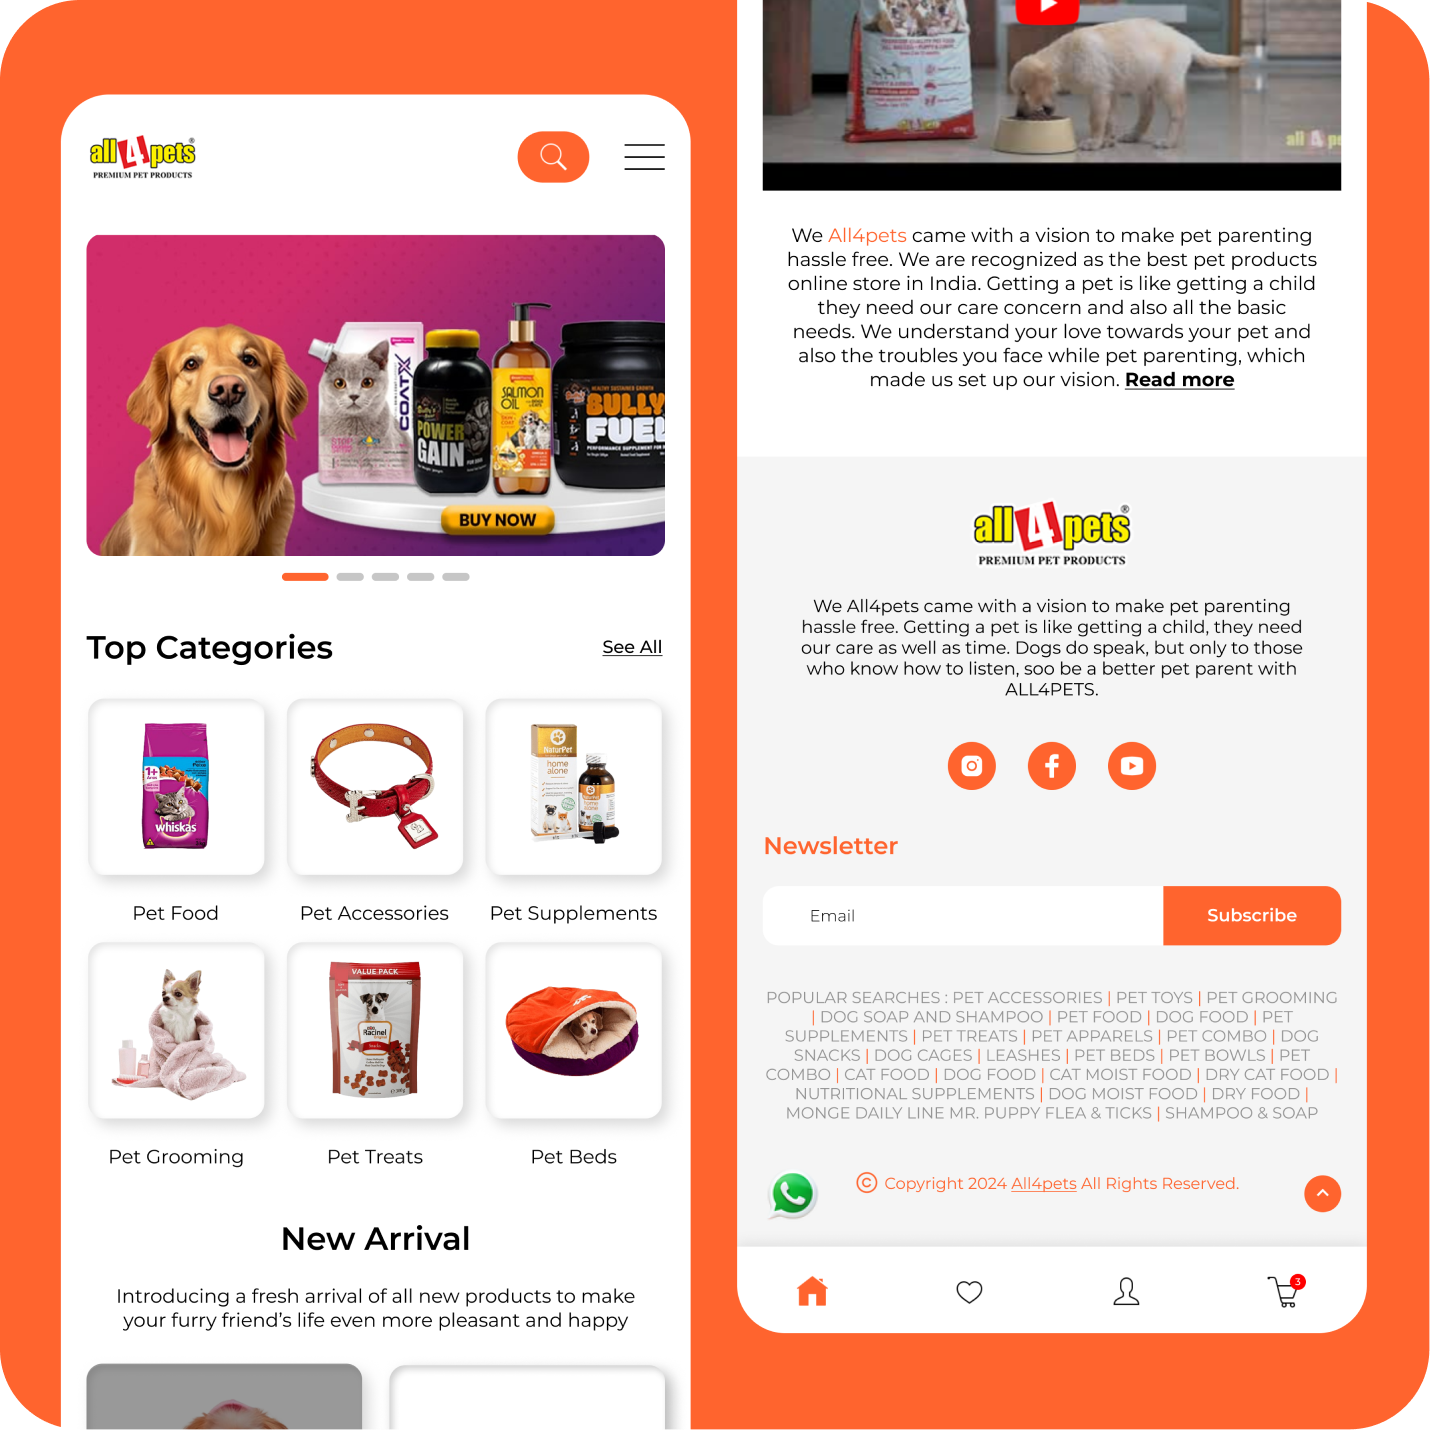 all4pets®
PREMIUM PET PRODUCTS
COATX
POWER
GAIN
SALMON
OIL
HEALTHY SUSTAINED GROWTH
BULLY
FUEL
BUY NOW
Top Categories
See All
1+
whiskas
NaturPet
home
alone
Pet Food
Pet Accessories
Pet Supplements
VALUE PACK
Racinel
Pet Grooming
Pet Treats
Pet Beds
New Arrival
Introducing a fresh arrival of all new products to make
your furry friend’s life even more pleasant and happy
We All4pets came with a vision to make pet parenting
hassle free. We are recognized as the best pet products
online store in India. Getting a pet is like getting a child
they need our care concern and also all the basic
needs. We understand your love towards your pet and
also the troubles you face while pet parenting, which
made us set up our vision. Read more
all4pets®
PREMIUM PET PRODUCTS
We All4pets came with a vision to make pet parenting
hassle free. Getting a pet is like getting a child, they need
our care as well as time. Dogs do speak, but only to those
who know how to listen, soo be a better pet parent with
ALL4PETS.
Newsletter
Email
Subscribe
POPULAR SEARCHES : PET ACCESSORIES | PET TOYS | PET GROOMING
| DOG SOAP AND SHAMPOO | PET FOOD | DOG FOOD | PET
SUPPLEMENTS | PET TREATS | PET APPARELS | PET COMBO | DOG
SNACKS | DOG CAGES | LEASHES | PET BEDS | PET BOWLS | PET
COMBO | CAT FOOD | DOG FOOD | CAT MOIST FOOD | DRY CAT FOOD |
NUTRITIONAL SUPPLEMENTS | DOG MOIST FOOD | DRY FOOD |
MONGE DAILY LINE MR. PUPPY FLEA & TICKS | SHAMPOO & SOAP
© Copyright 2024 All4pets All Rights Reserved.
3